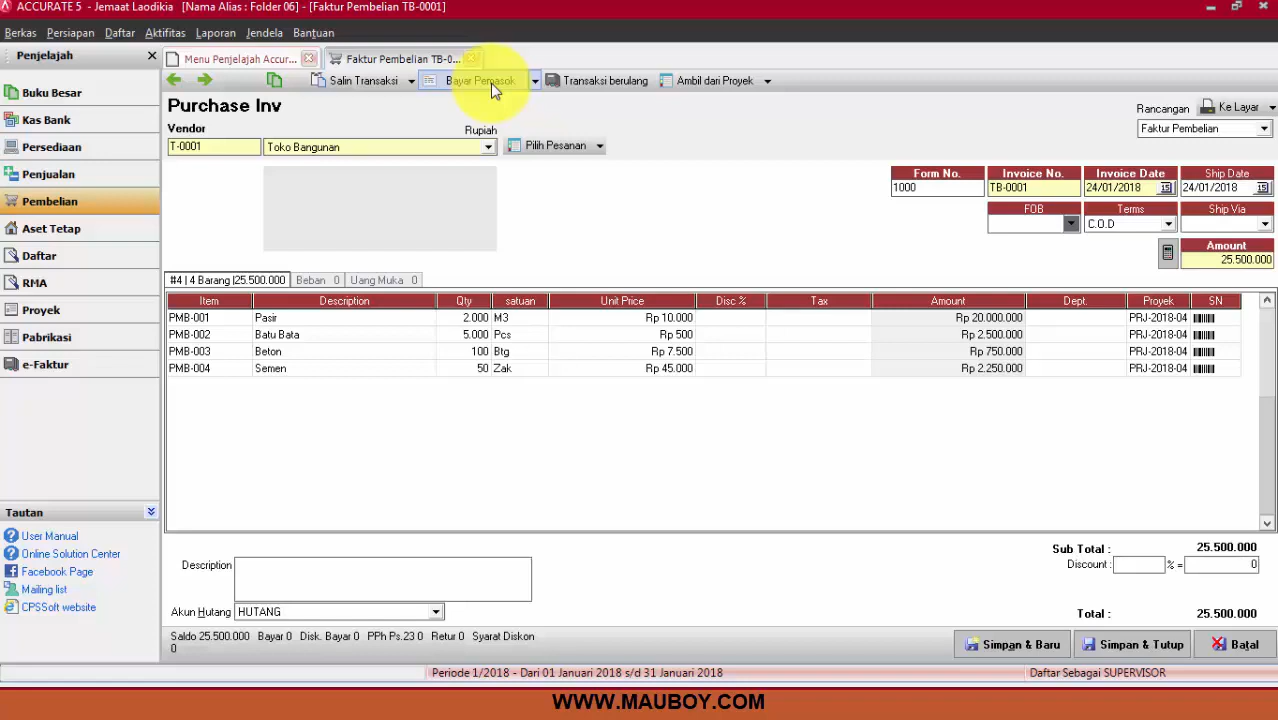 ACCURATE 5 - Jemaat Laodikia [Nama Alias : Folder 06] - [Faktur Pembelian TB-0001]
Berkas Persiapan Daftar Aktifitas Laporan Jendela Bantuan
Penjelajah
Menu Penjelajah Accur...
Faktur Pembelian TB-0...
Salin Transaksi
Bayar Pemasok
Transaksi berulang
Ambil dari Proyek
Buku Besar
Kas Bank
Persediaan
Penjualan
Pembelian
Aset Tetap
Daftar
RMA
Proyek
Pabrikasi
e-Faktur
Tautan
User Manual
Online Solution Center
Facebook Page
Mailing list
CPSSoft website
Purchase Inv
Rancangan Ke Layar
Faktur Pembelian
Vendor Rupiah
T-0001 Toko Bangunan Pilih Pesanan
Form No. Invoice No. Invoice Date Ship Date
1000 TB-0001 24/01/2018 15 24/01/2018 15
FOB Terms Ship Via
C.O.D
Amount
25.500.000
#4 | 4 Barang |25.500.000 Beban 0 Uang Muka 0
Item Description Qty satuan Unit Price Disc % Tax Amount Dept. Proyek SN
PMB-001 Pasir 2.000 M3 Rp 10.000 Rp 20.000.000 PRJ-2018-04
PMB-002 Batu Bata 5.000 Pcs Rp 500 Rp 2.500.000 PRJ-2018-04
PMB-003 Beton 100 Btg Rp 7.500 Rp 750.000 PRJ-2018-04
PMB-004 Semen 50 Zak Rp 45.000 Rp 2.250.000 PRJ-2018-04
Description
Akun Hutang HUTANG
Sub Total : 25.500.000
Discount : % = 0
Total : 25.500.000
Saldo 25.500.000 Bayar 0 Disk. Bayar 0 PPh Ps.23 0 Retur 0 Syarat Diskon
0
Simpan & Baru Simpan & Tutup Batal
Periode 1/2018 - Dari 01 Januari 2018 s/d 31 Januari 2018
Daftar Sebagai SUPERVISOR
WWW.MAUBOY.COM